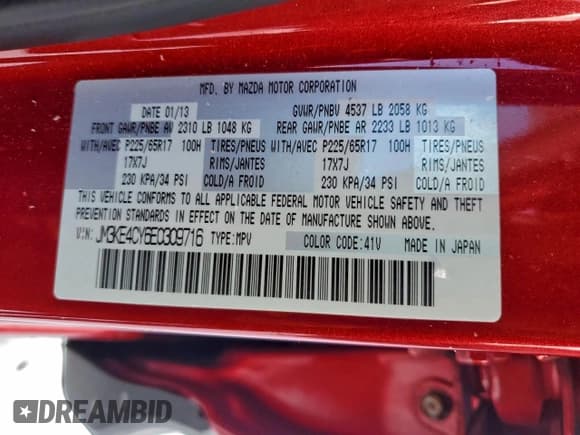 MFD. BY MAZDA MOTOR CORPORATION
DATE 01/13 GVWR/PNBV 4537 LB 2058 KG
FRONT GAWR/PNBE AV 2310 LB 1048 KG REAR GAWR/PNBE AR 2233 LB 1013 KG
WITH/AVEC P225/65R17 100H TIRES/PNEUS WITH/AVEC P225/65R17 100H TIRES/PNEUS
17X7J RIMS/JANTES 17X7J RIMS/JANTES
230 KPA/34 PSI COLD/A FROID 230 KPA/34 PSI COLD/A FROID
THIS VEHICLE CONFORMS TO ALL APPLICABLE FEDERAL MOTOR VEHICLE SAFETY AND THEFT
PREVENTION STANDARDS IN EFFECT ON THE DATE OF MANUFACTURE SHOWN ABOVE.
VIN: JM3KE4CY6E0309716 TYPE:MPV COLOR CODE:41V MADE IN JAPAN
DREAMBID